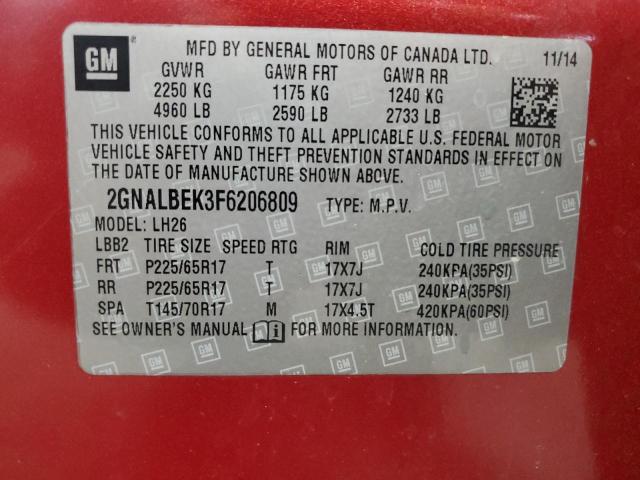 GM
MFD BY GENERAL MOTORS OF CANADA LTD. 11/14
GVWR GAWR FRT GAWR RR
2250 KG 1175 KG 1240 KG
4960 LB 2590 LB 2733 LB
THIS VEHICLE CONFORMS TO ALL APPLICABLE U.S. FEDERAL MOTOR
VEHICLE SAFETY AND THEFT PREVENTION STANDARDS IN EFFECT ON
THE DATE OF MANUFACTURE SHOWN ABOVE.
2GNALBEK3F6206809 TYPE: M.P.V.
MODEL: LH26
LBB2 TIRE SIZE SPEED RTG RIM COLD TIRE PRESSURE
FRT P225/65R17 T 17X7J 240KPA(35PSI)
RR P225/65R17 T 17X7J 240KPA(35PSI)
SPA T145/70R17 M 17X4.5T 420KPA(60PSI)
SEE OWNER'S MANUAL FOR MORE INFORMATION.